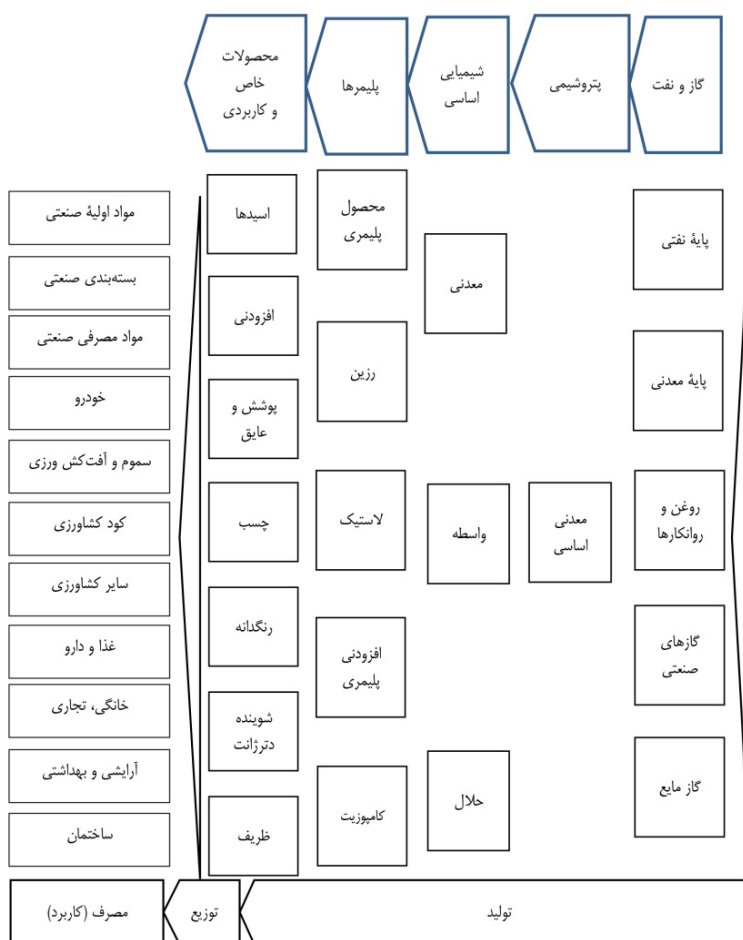 گاز و نفت
پتروشیمی
شیمیایی
اساسی
پلیمرها
محصولات
خاص
و کاربردی
پایهٔ نفتی
پایهٔ معدنی
روغن و
روانکارها
گازهای
صنعتی
گاز مایع
معدنی
اساسی
معدنی
واسطه
حلال
محصول
پلیمری
رزین
لاستیک
افزودنی
پلیمری
کامپوزیت
اسیدها
افزودنی
پوشش و
عایق
چسب
رنگدانه
شوینده
دترژانت
ظریف
مواد اولیهٔ صنعتی
بسته‌بندی صنعتی
مواد مصرفی صنعتی
خودرو
سموم و آفت‌کش ورزی
کود کشاورزی
سایر کشاورزی
غذا و دارو
خانگی، تجاری
آرایشی و بهداشتی
ساختمان
تولید
توزیع
مصرف (کاربرد)